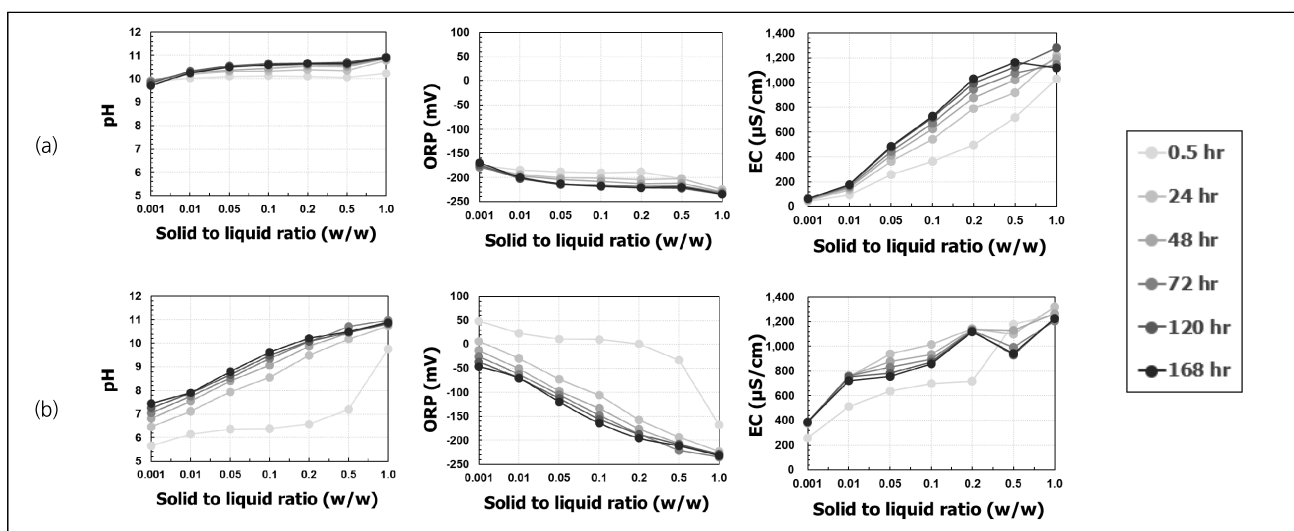 (a)
pH
12
11
10
9
8
7
6
5
0.001 0.01 0.05 0.1 0.2 0.5 1.0
Solid to liquid ratio (w/w)
ORP (mV)
100
50
0
-50
-100
-150
-200
-250
0.001 0.01 0.05 0.1 0.2 0.5 1.0
Solid to liquid ratio (w/w)
EC (µS/cm)
1,400
1,200
1,000
800
600
400
200
0
0.001 0.01 0.05 0.1 0.2 0.5 1.0
Solid to liquid ratio (w/w)
(b)
pH
12
11
10
9
8
7
6
5
0.001 0.01 0.05 0.1 0.2 0.5 1.0
Solid to liquid ratio (w/w)
ORP (mV)
100
50
0
-50
-100
-150
-200
-250
0.001 0.01 0.05 0.1 0.2 0.5 1.0
Solid to liquid ratio (w/w)
EC (µS/cm)
1,400
1,200
1,000
800
600
400
200
0
0.001 0.01 0.05 0.1 0.2 0.5 1.0
Solid to liquid ratio (w/w)
0.5 hr
24 hr
48 hr
72 hr
120 hr
168 hr